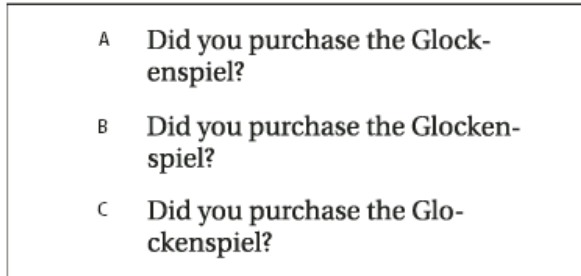 A Did you purchase the Glock-
enspiel?
B Did you purchase the Glocken-
spiel?
C Did you purchase the Glo-
ckenspiel?